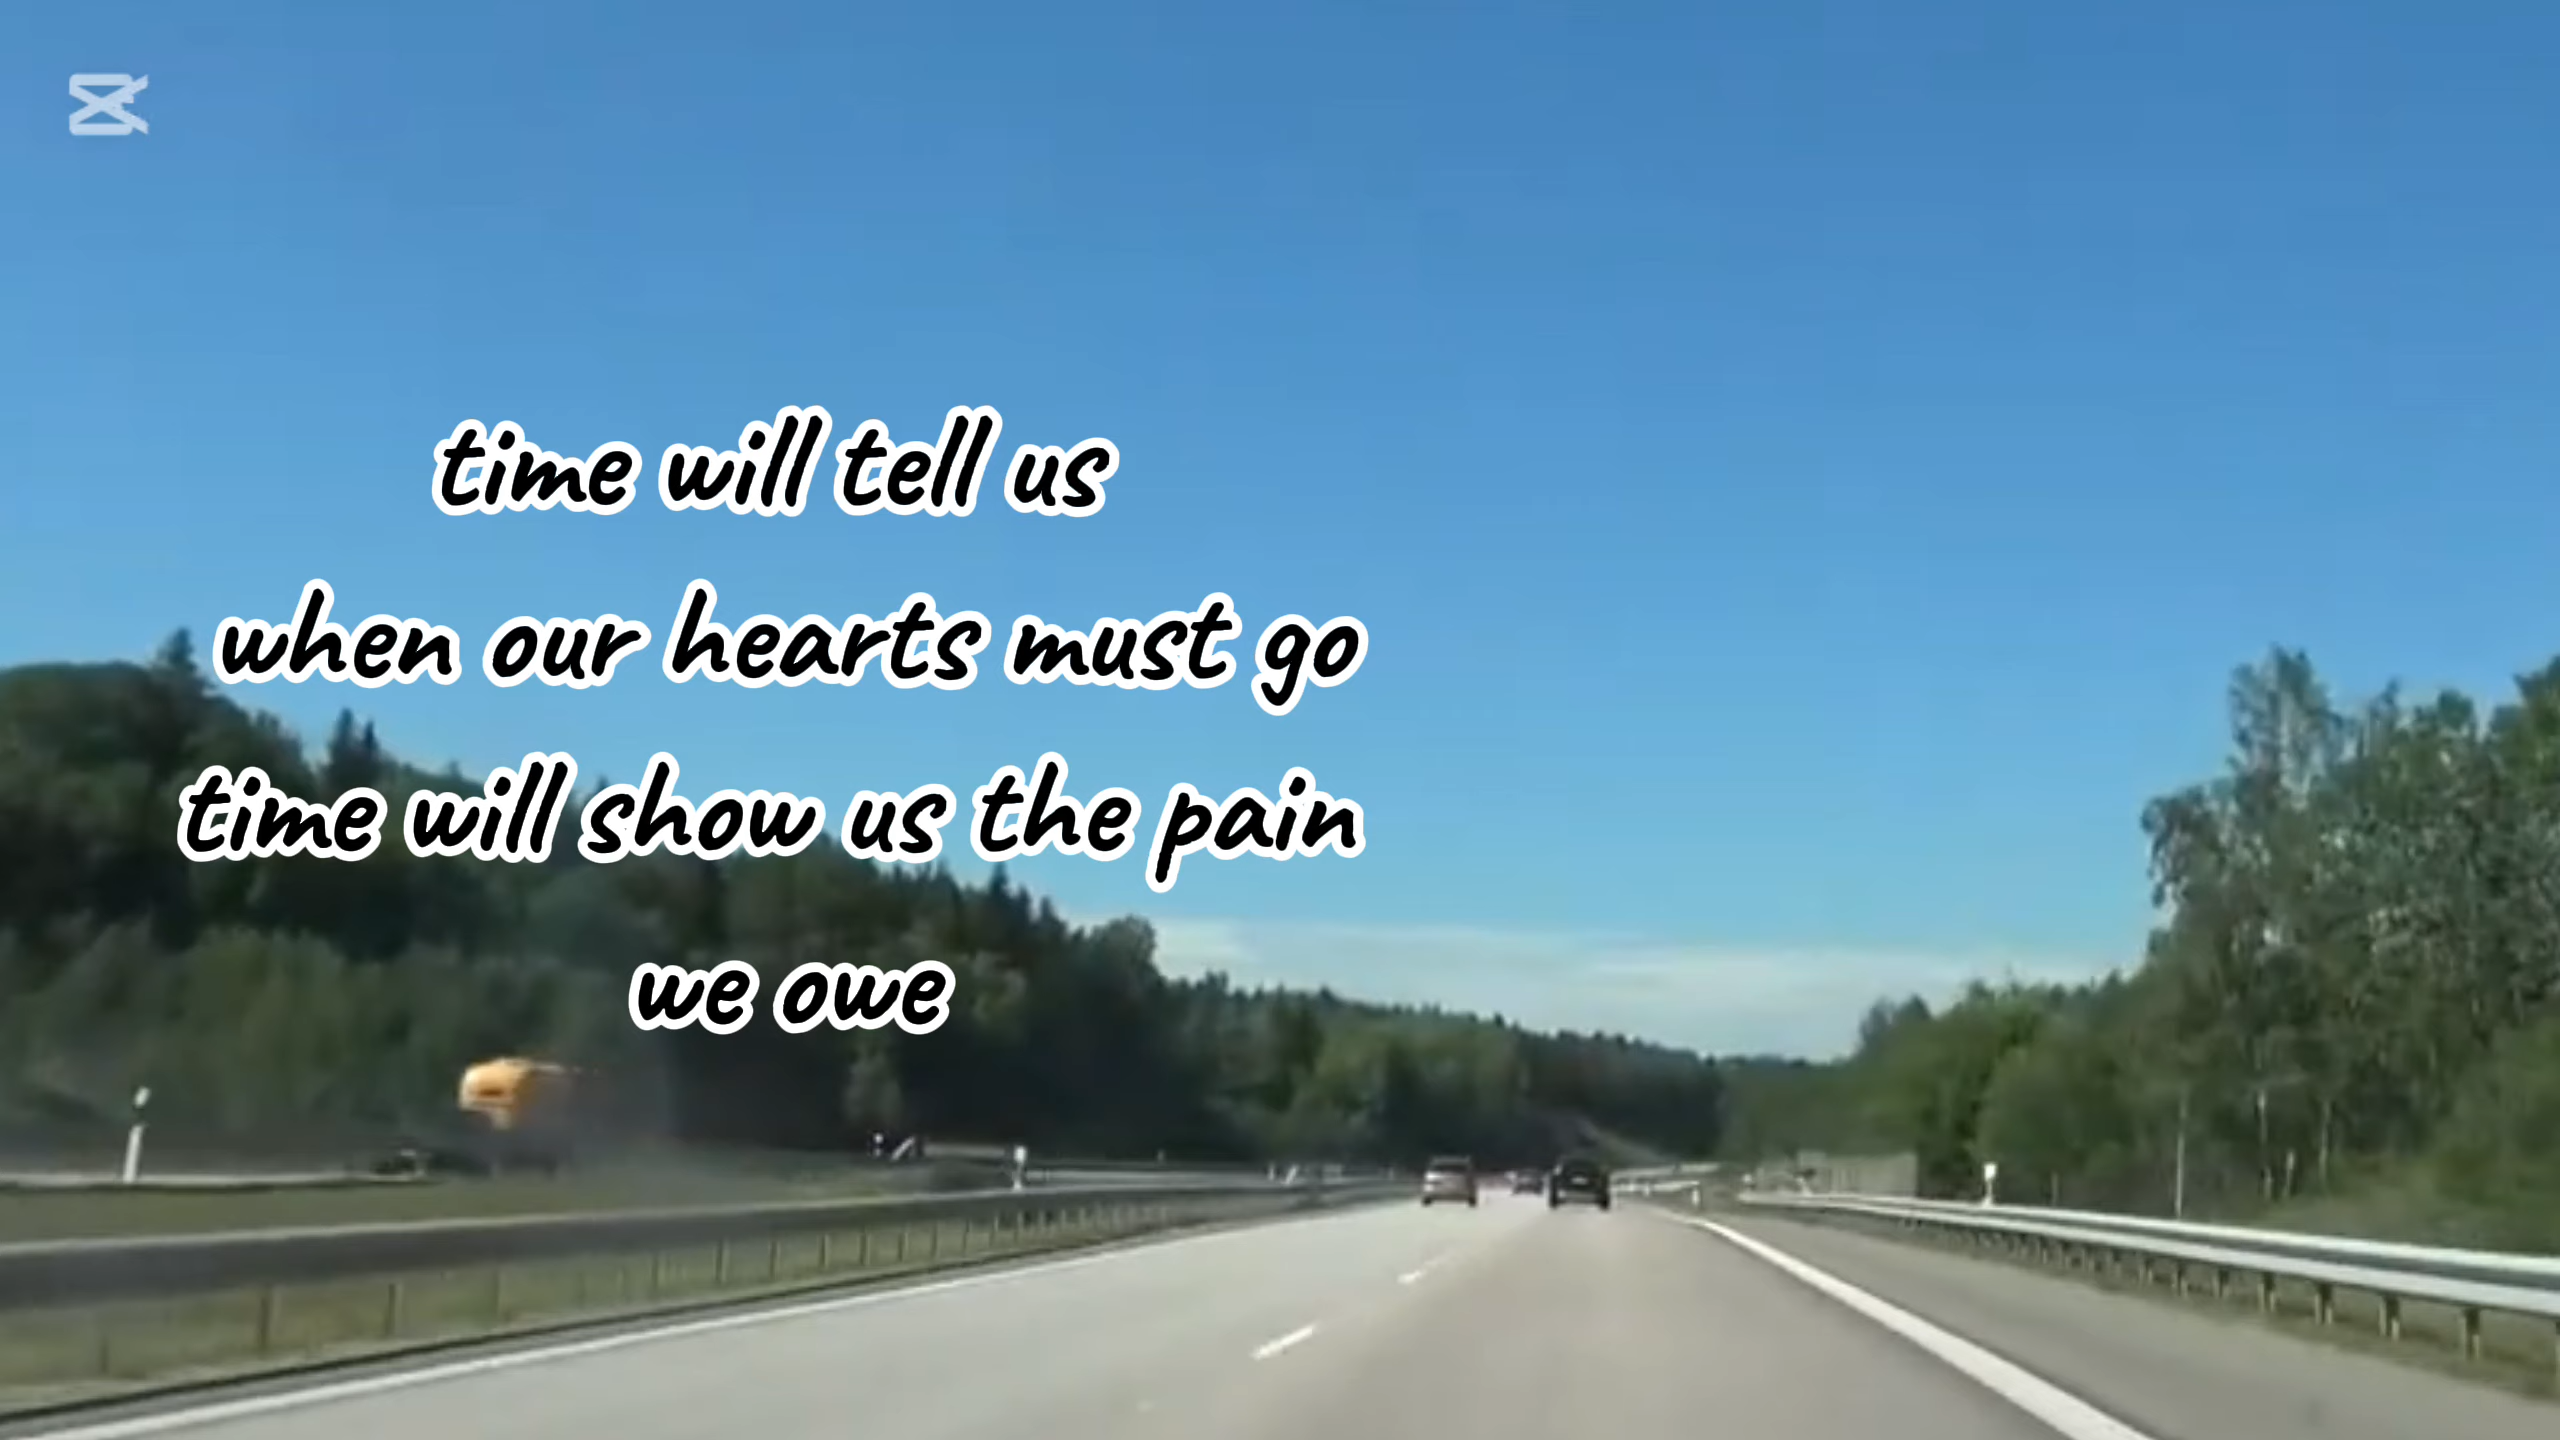 time will tell us
when our hearts must go
time will show us the pain
we owe